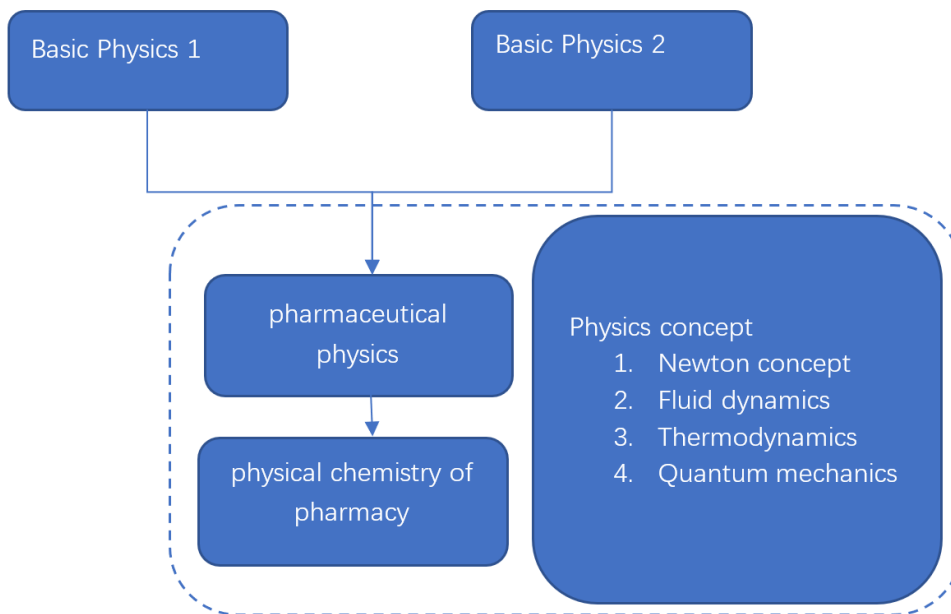 Basic Physics 1
Basic Physics 2
pharmaceutical
physics
physical chemistry of
pharmacy
Physics concept
1. Newton concept
2. Fluid dynamics
3. Thermodynamics
4. Quantum mechanics